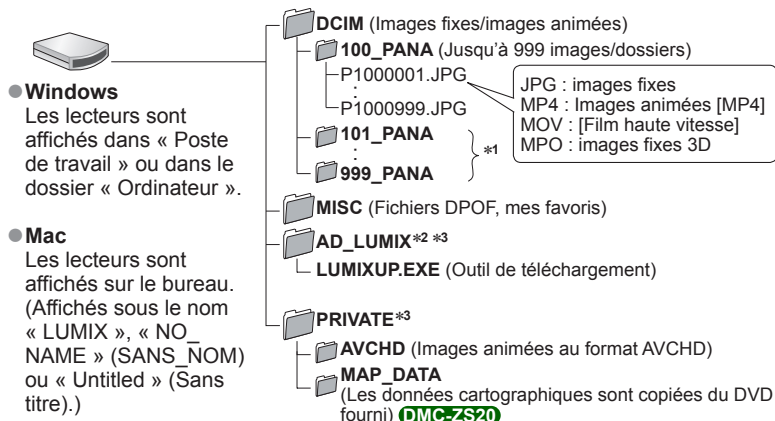 ●Windows
Les lecteurs sont
affichés dans « Poste
de travail » ou dans le
dossier « Ordinateur ».
●Mac
Les lecteurs sont
affichés sur le bureau.
(Affichés sous le nom
« LUMIX », « NO_
NAME » (SANS_NOM)
ou « Untitled » (Sans
titre).)
DCIM (Images fixes/images animées)
100_PANA (Jusqu'à 999 images/dossiers)
P1000001.JPG
:
P1000999.JPG
JPG : images fixes
MP4 : Images animées [MP4]
MOV : [Film haute vitesse]
MPO : images fixes 3D
101_PANA
:
999_PANA
*1
MISC (Fichiers DPOF, mes favoris)
AD_LUMIX*2 *3
LUMIXUP.EXE (Outil de téléchargement)
PRIVATE*3
AVCHD (Images animées au format AVCHD)
MAP_DATA
(Les données cartographiques sont copiées du DVD
fourni) DMC-ZS20